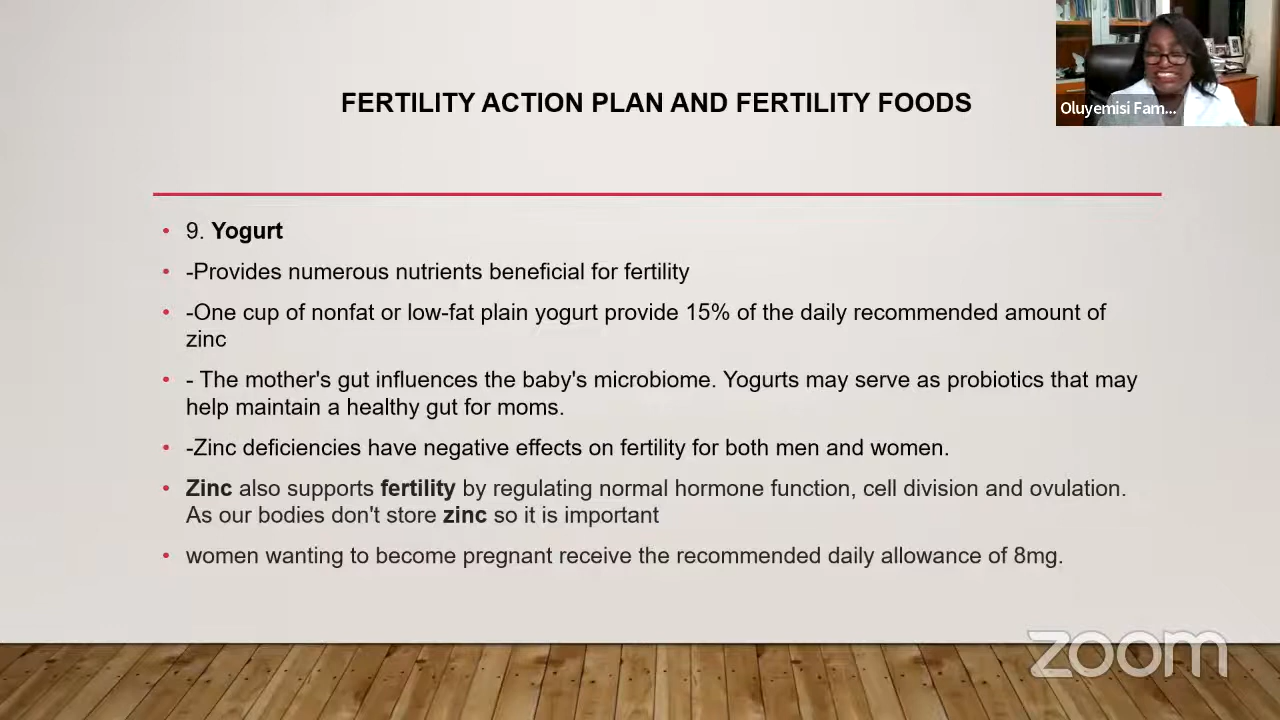 Oluyemisi Fam...
FERTILITY ACTION PLAN AND FERTILITY FOODS
• 9. Yogurt
• -Provides numerous nutrients beneficial for fertility
• -One cup of nonfat or low-fat plain yogurt provide 15% of the daily recommended amount of
zinc
• - The mother's gut influences the baby's microbiome. Yogurts may serve as probiotics that may
help maintain a healthy gut for moms.
• -Zinc deficiencies have negative effects on fertility for both men and women.
• Zinc also supports fertility by regulating normal hormone function, cell division and ovulation.
As our bodies don't store zinc so it is important
• women wanting to become pregnant receive the recommended daily allowance of 8mg.
zoom